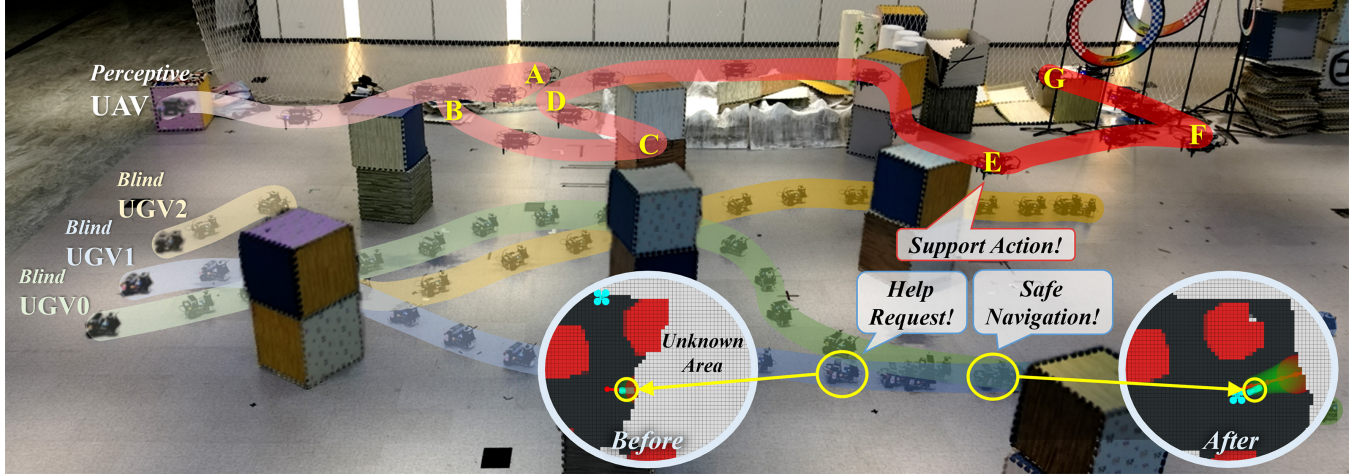 Perceptive
UAV
A
B
D
C
G
F
E
Blind
UGV2
Blind
UGV1
Blind
UGV0
Support Action!
Help
Request!
Safe
Navigation!
Unknown
Area
Before
After